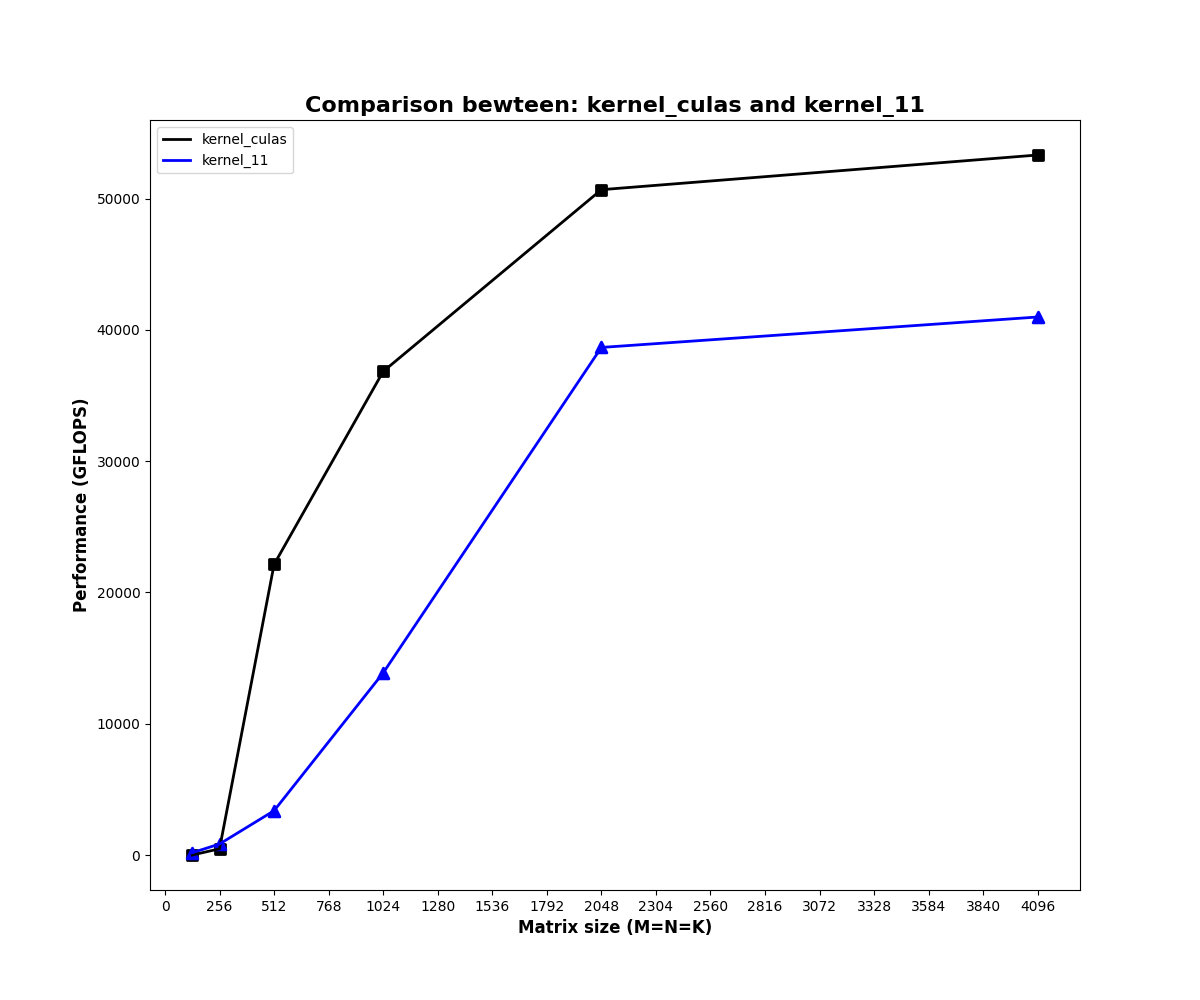 Comparison bewteen: kernel_culas and kernel_11
kernel_culas
kernel_11
Performance (GFLOPS)
50000
40000
30000
20000
10000
0
0 256 512 768 1024 1280 1536 1792 2048 2304 2560 2816 3072 3328 3584 3840 4096
Matrix size (M=N=K)